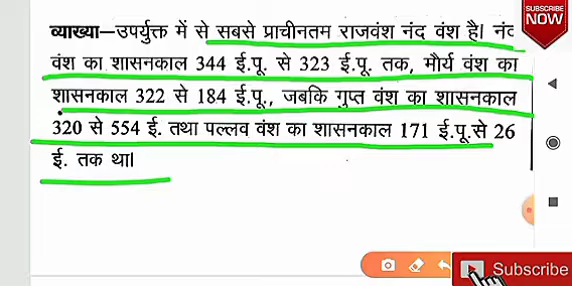 SUBSCRIBE
NOW
व्याख्या–उपर्युक्त में से सबसे प्राचीनतम राजवंश नंद वंश है। नंद
वंश का शासनकाल 344 ई.पू. से 323 ई.पू. तक, मौर्य वंश का
शासनकाल 322 से 184 ई.पू., जबकि गुप्त वंश का शासनकाल
320 से 554 ई. तथा पल्लव वंश का शासनकाल 171 ई.पू.से 26
ई. तक था।
Subscribe